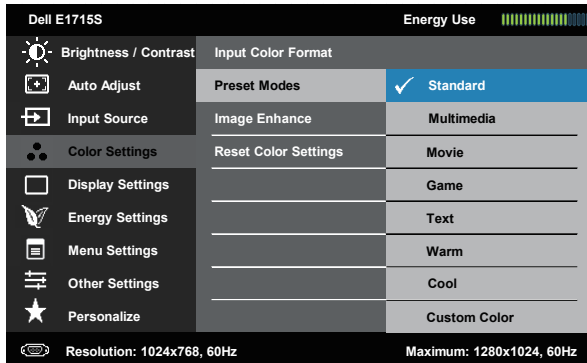 Dell E1715S Energy Use
Brightness / Contrast Input Color Format
Auto Adjust Preset Modes Standard
Input Source Image Enhance Multimedia
Color Settings Reset Color Settings Movie
Display Settings Game
Energy Settings Text
Menu Settings Warm
Other Settings Cool
Personalize Custom Color
Resolution: 1024x768, 60Hz Maximum: 1280x1024, 60Hz